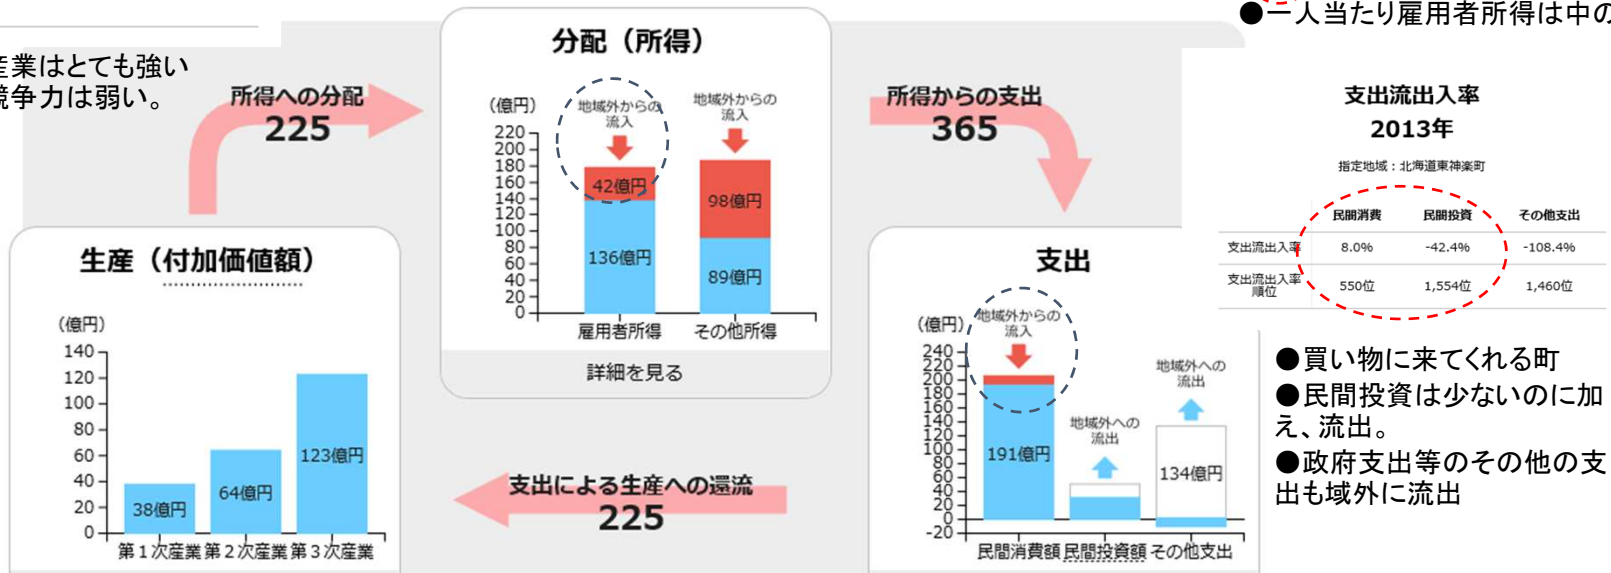 産業はとても強い
競争力は弱い。
所得への分配
225
分配（所得）
（億円）
地域外からの
流入
地域外からの
流入
220
200
180
160
140
120
100
80
60
40
20
0
42億円
136億円
98億円
89億円
雇用者所得
その他所得
詳細を見る
所得からの支出
365
●一人当たり雇用者所得は中の
支出流出入率
2013年
指定地域：北海道東神楽町
民間消費 民間投資 その他支出
支出流出入率 8.0% -42.4% -108.4%
支出流出入率
順位 550位 1,554位 1,460位
生産（付加価値額）
（億円）
140
120
100
80
60
40
20
0
38億円
64億円
123億円
第１次産業 第２次産業 第３次産業
支出による生産への還流
225
支出
（億円）
地域外からの
流入
地域外への
流出
地域外への
流出
240
220
200
180
160
140
120
100
80
60
40
20
0
-20
191億円
134億円
民間消費額 民間投資額 その他支出
●買い物に来てくれる町
●民間投資は少ないのに加
え、流出。
●政府支出等のその他の支
出も域外に流出